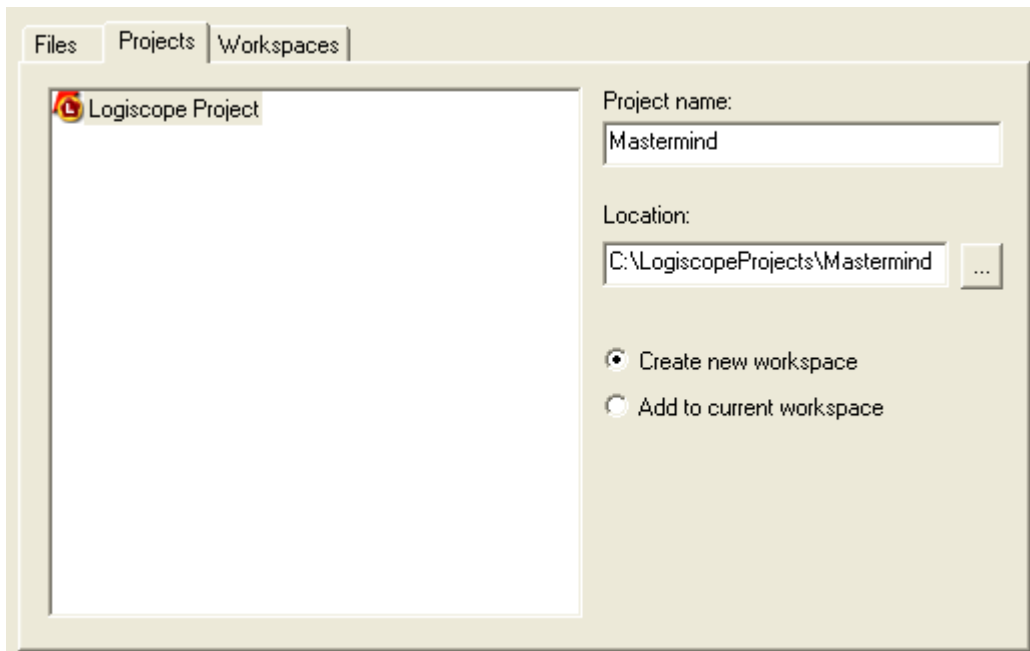 Files Projects Workspaces
Logiscope Project
Project name:
Mastermind
Location:
C:\LogiscopeProjects\Mastermind ...
Create new workspace
Add to current workspace